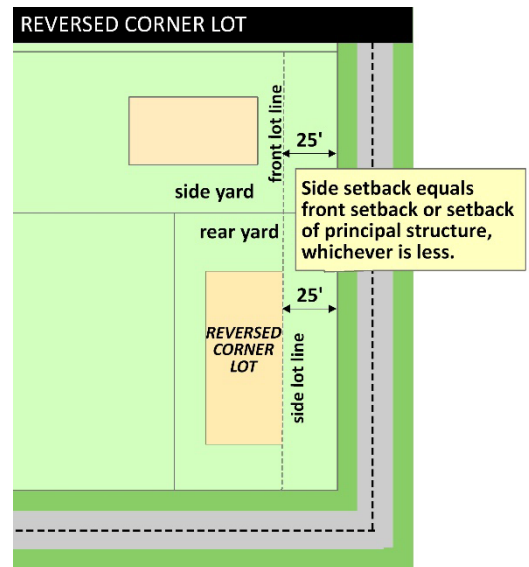 REVERSED CORNER LOT
front lot line
25'
side yard
Side setback equals
front setback or setback
of principal structure,
whichever is less.
rear yard
25'
REVERSED
CORNER
LOT
side lot line